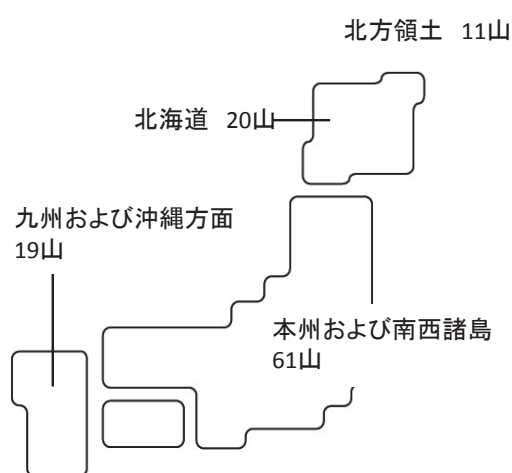 北方領土 11山
北海道 20山
九州および沖縄方面
19山
本州および南西諸島
61山